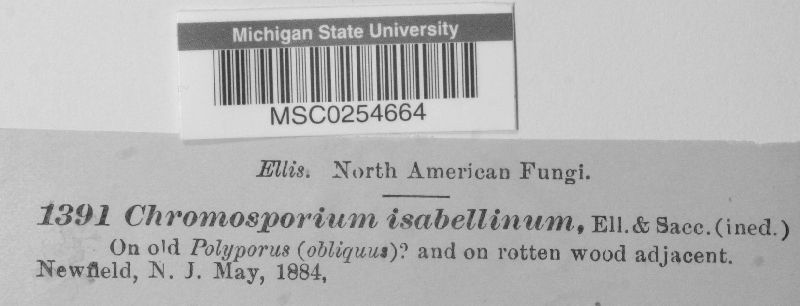 Michigan State University
MSC0254664
Ellis. North American Fungi.
1391 Chromosporium isabellinum, Ell. & Sacc. (ined.)
On old Polyporus (obliquus)? and on rotten wood adjacent.
Newfield, N. J. May, 1884,